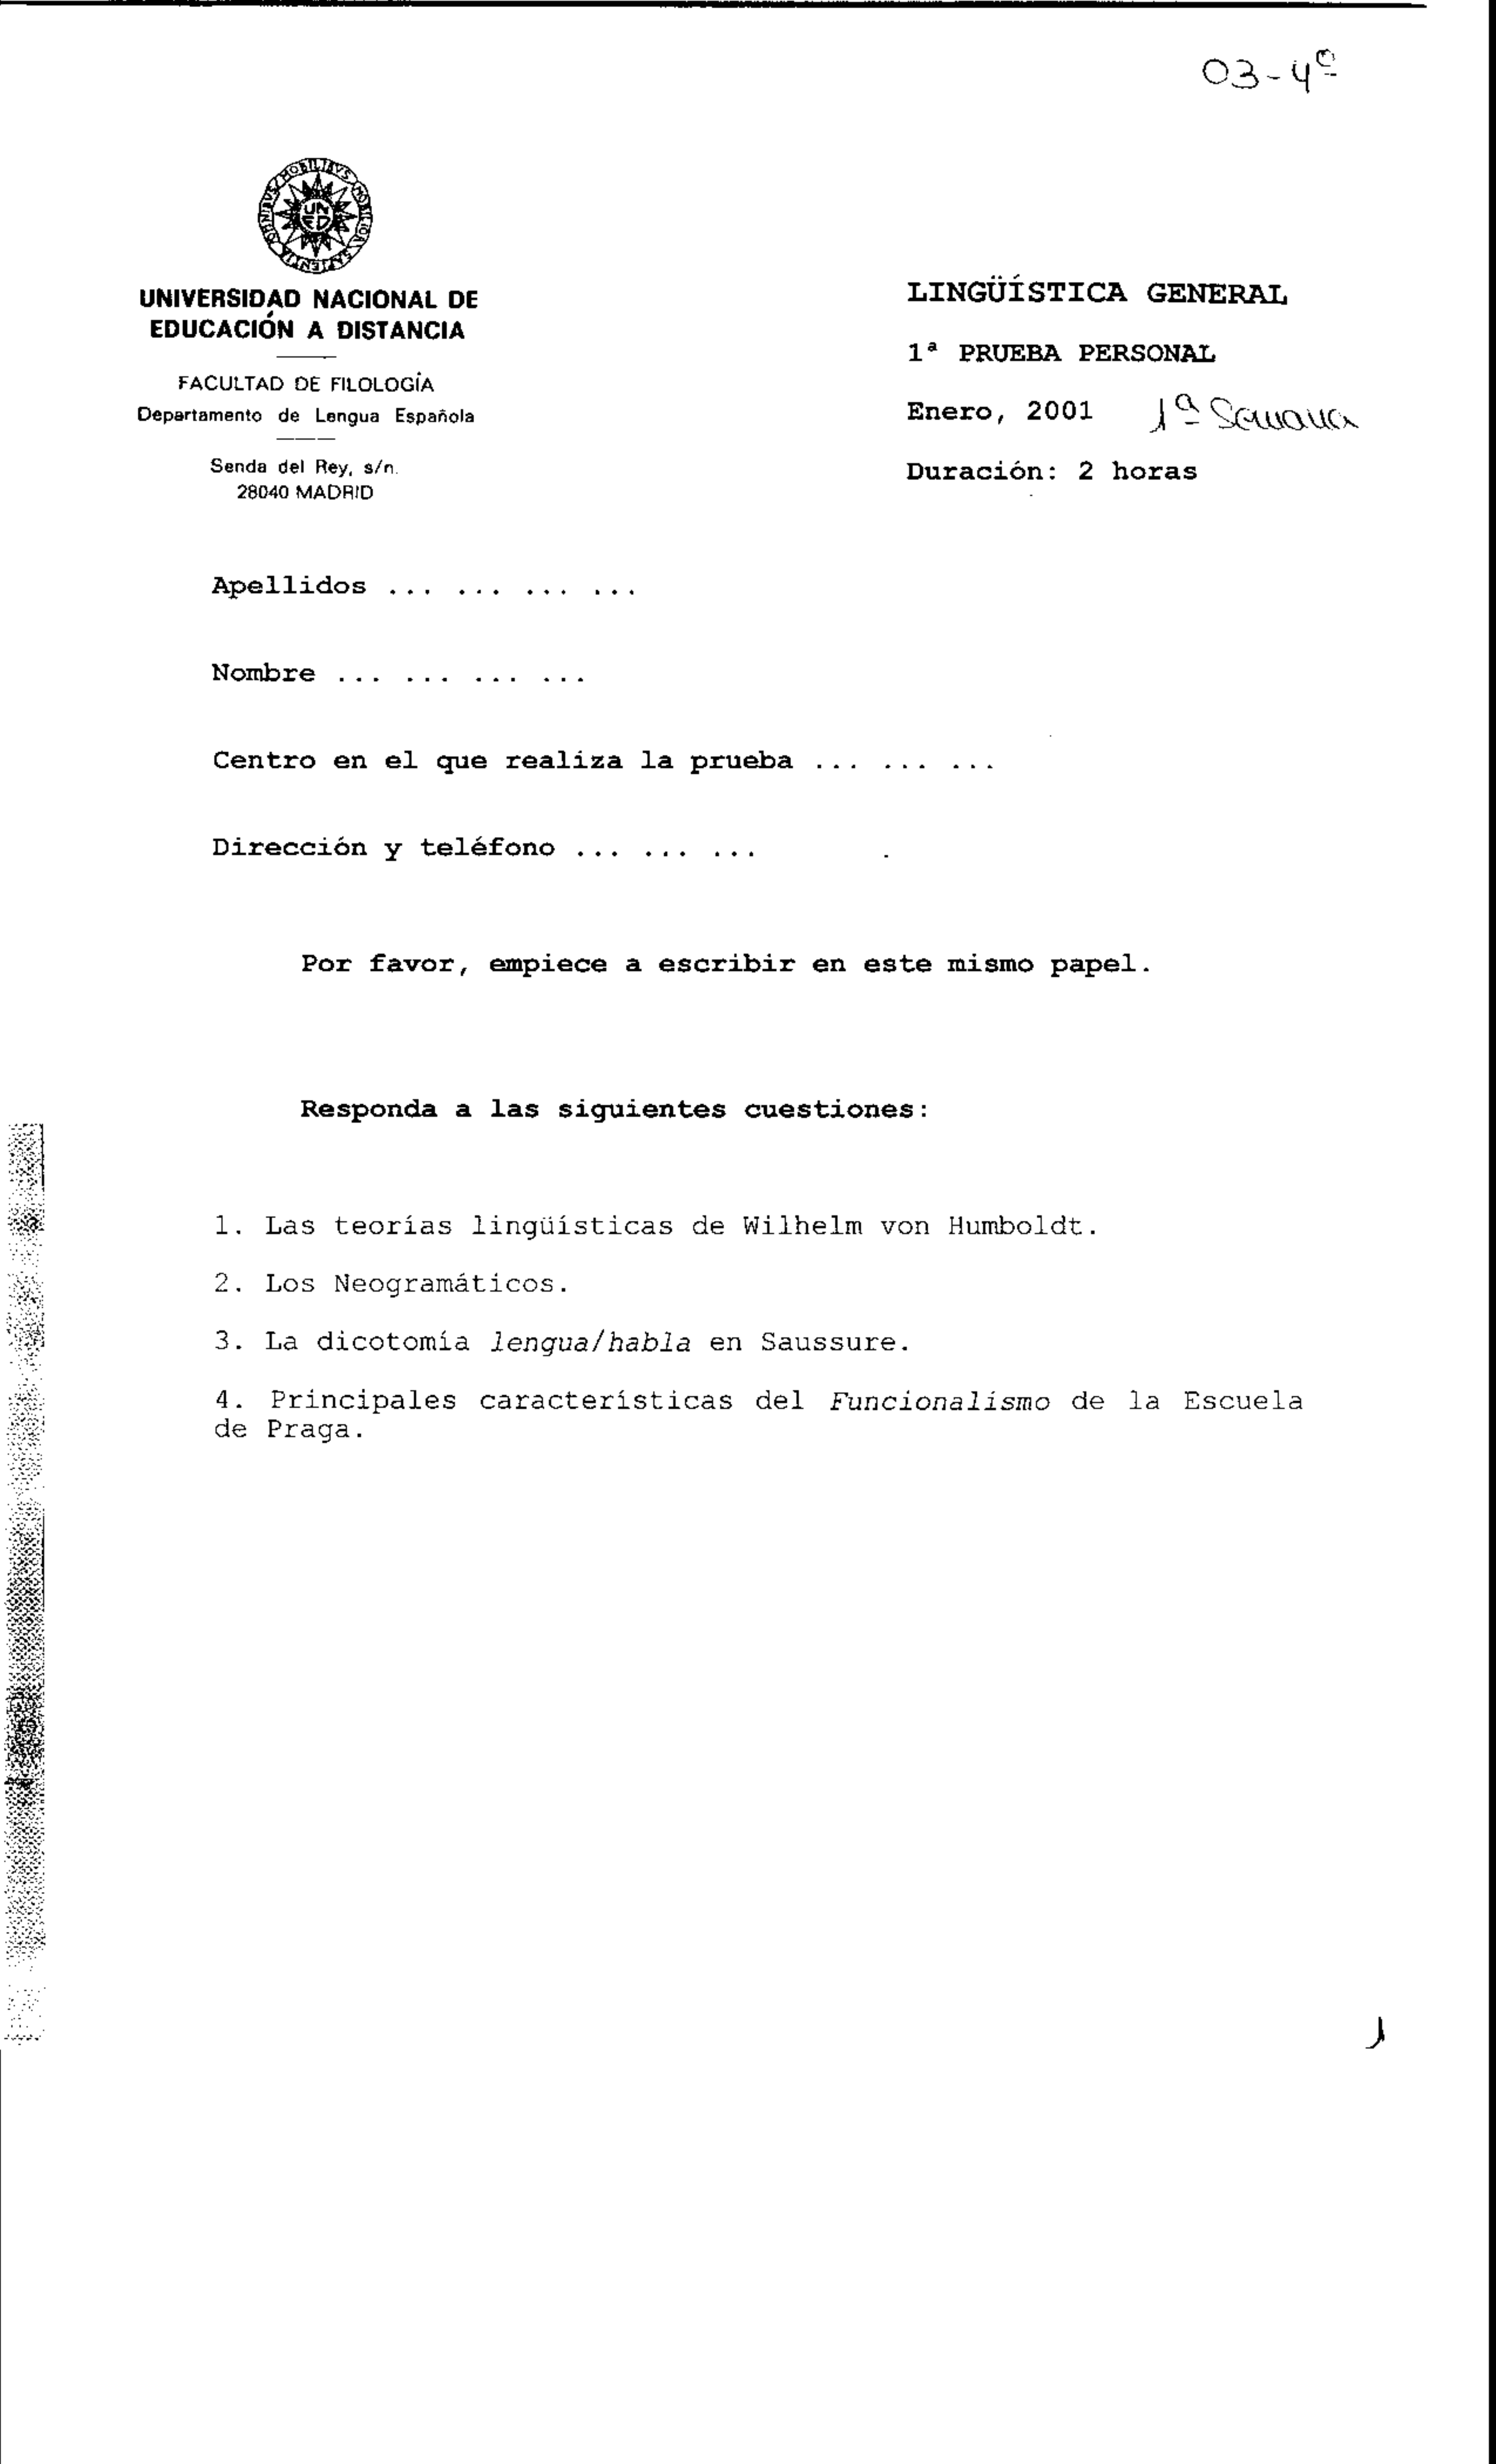 03-4º
UNIVERSIDAD NACIONAL DE
EDUCACIÓN A DISTANCIA
FACULTAD DE FILOLOGÍA
Departamento de Lengua Española
Senda del Rey, s/n.
28040 MADRID
LINGÜÍSTICA GENERAL
1ª PRUEBA PERSONAL
Enero, 2001 1ª Semana
Duración: 2 horas
Apellidos ... ... ... ...
Nombre ... ... ... ...
Centro en el que realiza la prueba ... ... ...
Dirección y teléfono ... ... ...
Por favor, empiece a escribir en este mismo papel.
Responda a las siguientes cuestiones:
1. Las teorías lingüísticas de Wilhelm von Humboldt.
2. Los Neogramáticos.
3. La dicotomía lengua/habla en Saussure.
4. Principales características del Funcionalismo de la Escuela
de Praga.